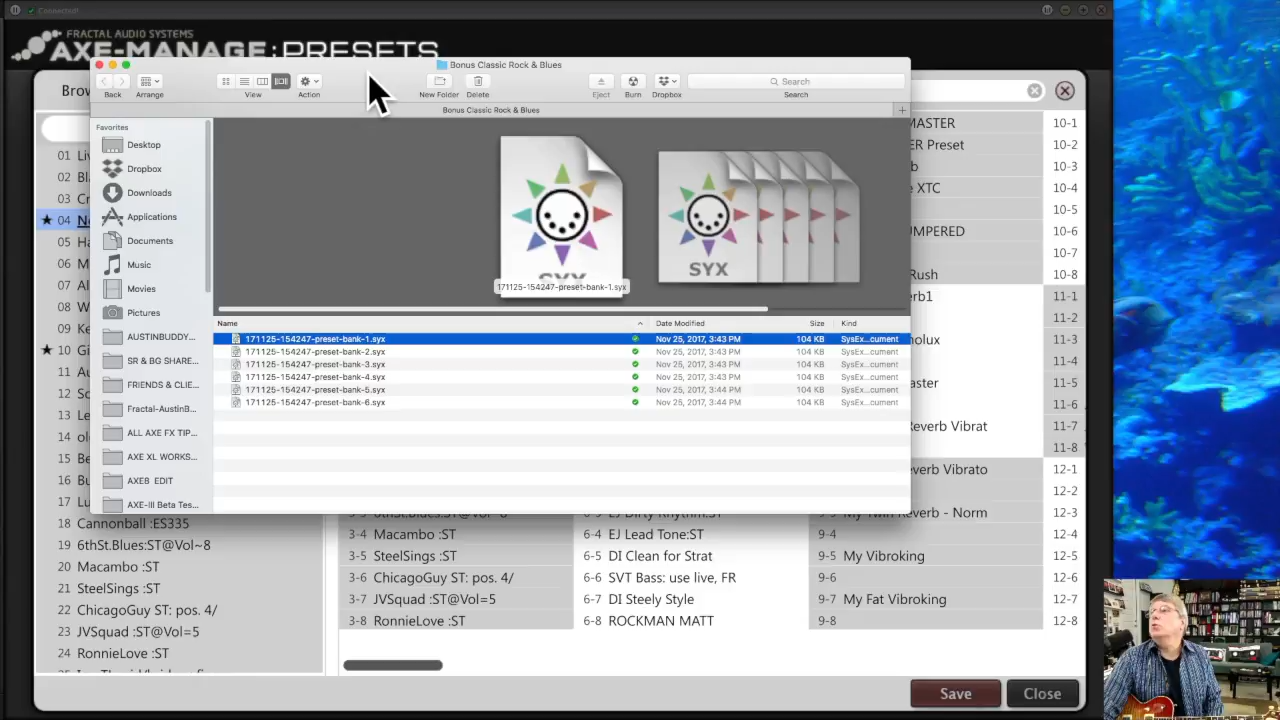 Connected!
FRACTAL AUDIO SYSTEMS
AXE-MANAGE:PRESETS
Bonus Classic Rock & Blues
Back
Arrange
View
Action
New Folder
Delete
Eject
Burn
Dropbox
Search
Search
Bonus Classic Rock & Blues
Favorites
Desktop
Dropbox
Downloads
Applications
Documents
Music
Movies
Pictures
AUSTINBUDDY...
SR & BG SHARE...
FRIENDS & CLIE...
Fractal-AustinB...
ALL AXE FX TIP...
AXE XL WORKS...
AXE8 EDIT
AXE-III Beta Tes...
SYX
171125-154247-preset-bank-1.syx
Name Date Modified Size Kind
171125-154247-preset-bank-1.syx Nov 25, 2017, 3:43 PM 104 KB SysEx...cument
171125-154247-preset-bank-2.syx Nov 25, 2017, 3:43 PM 104 KB SysEx...cument
171125-154247-preset-bank-3.syx Nov 25, 2017, 3:43 PM 104 KB SysEx...cument
171125-154247-preset-bank-4.syx Nov 25, 2017, 3:43 PM 104 KB SysEx...cument
171125-154247-preset-bank-5.syx Nov 25, 2017, 3:44 PM 104 KB SysEx...cument
171125-154247-preset-bank-6.syx Nov 25, 2017, 3:44 PM 104 KB SysEx...cument
01
02
03
04
05
06
07
08
09
10
11
12
13
14
15
16
17
18 Cannonball :ES335
19 6thSt.Blues:ST@Vol~8
20 Macambo :ST
21 SteelSings :ST
22 ChicagoGuy ST: pos. 4/
23 JVSquad :ST@Vol=5
24 RonnieLove :ST
3-4 Macambo :ST
3-5 SteelSings :ST
3-6 ChicagoGuy ST: pos. 4/
3-7 JVSquad :ST@Vol=5
3-8 RonnieLove :ST
6-4 EJ Lead Tone:ST
6-5 DI Clean for Strat
6-6 SVT Bass: use live, FR
6-7 DI Steely Style
6-8 ROCKMAN MATT
9-3 My Twin Reverb - Norm
9-4
9-5 My Vibroking
9-6
9-7 My Fat Vibroking
9-8
10-1
10-2
10-3
10-4
10-5
10-6
10-7
10-8
11-1
11-2
11-3
11-4
11-5
11-6
11-7
11-8
12-1
12-2
12-3
12-4
12-5
12-6
12-7
12-8
Save
Close